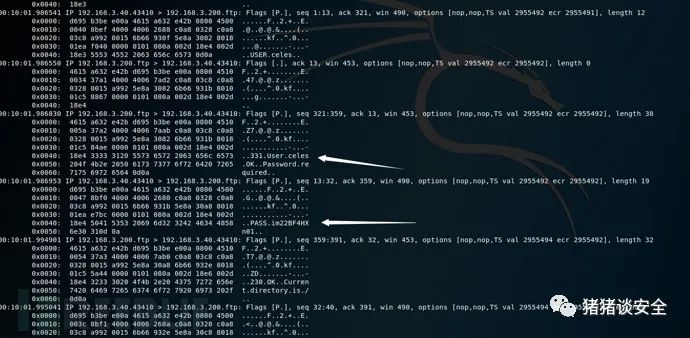 0x0040: 18e3 ..
00:10:01.986541 IP 192.168.3.40.43410 > 192.168.3.200.ftp: Flags [P.], seq 1:13, ack 321, win 490, options [nop,nop,TS val 2955492 ecr 2955491], length 12
0x0000: d695 b3be e00a 4615 a632 e42b 0800 4510 ......F..2.+..E.
0x0010: 0040 8bef 4000 4006 2688 c0a8 0328 c0a8 .@..@.@.&....(..
0x0020: 03c8 a992 0015 6b66 930f 5e8a 3082 8018 ......kf..^.0...
0x0030: 01ea f040 0000 0101 080a 002d 18e4 002d ...@.......-...-
0x0040: 18e3 5553 4552 2063 656c 6573 0d0a ..USER.celes..
00:10:01.986550 IP 192.168.3.200.ftp > 192.168.3.40.43410: Flags [.], ack 13, win 453, options [nop,nop,TS val 2955492 ecr 2955492], length 0
0x0000: 4615 a632 e42b d695 b3be e00a 0800 4510 F..2.+........E.
0x0010: 0034 37a1 4000 4006 7ad2 c0a8 03c8 c0a8 .47.@.@.z.......
0x0020: 0328 0015 a992 5e8a 3082 6b66 931b 8010 .(....^.0.kf....
0x0030: 01c5 8867 0000 0101 080a 002d 18e4 002d ...g.......-...-
0x0040: 18e4 ..
00:10:01.986830 IP 192.168.3.200.ftp > 192.168.3.40.43410: Flags [P.], seq 321:359, ack 13, win 453, options [nop,nop,TS val 2955492 ecr 2955492], length 38
0x0000: 4615 a632 e42b d695 b3be e00a 0800 4510 F..2.+........E.
0x0010: 005a 37a2 4000 4006 7aab c0a8 03c8 c0a8 .Z7.@.@.z.......
0x0020: 0328 0015 a992 5e8a 3082 6b66 931b 8018 .(....^.0.kf....
0x0030: 01c5 84ae 0000 0101 080a 002d 18e4 002d ...........-...-
0x0040: 18e4 3333 3120 5573 6572 2063 656c 6573 ..331.User.celes
0x0050: 204f 4b2e 2050 6173 7377 6f72 6420 7265 .OK..Password.re
0x0060: 7175 6972 6564 0d0a quired..
00:10:01.986953 IP 192.168.3.40.43410 > 192.168.3.200.ftp: Flags [P.], seq 13:32, ack 359, win 490, options [nop,nop,TS val 2955492 ecr 2955492], length 19
0x0000: d695 b3be e00a 4615 a632 e42b 0800 4510 ......F..2.+..E.
0x0010: 0047 8bf0 4000 4006 2680 c0a8 0328 c0a8 .G..@.@.&....(..
0x0020: 03c8 a992 0015 6b66 931b 5e8a 30a8 8018 ......kf..^.0...
0x0030: 01ea e7bc 0000 0101 080a 002d 18e4 002d ...........-...-
0x0040: 18e4 5041 5353 2069 6d32 3242 4634 4858 ..PASS.im22BF4HX
0x0050: 6e30 310d 0a n01..
00:10:01.994901 IP 192.168.3.200.ftp > 192.168.3.40.43410: Flags [P.], seq 359:391, ack 32, win 453, options [nop,nop,TS val 2955494 ecr 2955492], length 32
0x0000: 4615 a632 e42b d695 b3be e00a 0800 4510 F..2.+........E.
0x0010: 0054 37a3 4000 4006 7ab0 c0a8 03c8 c0a8 .T7.@.@.z.......
0x0020: 0328 0015 a992 5e8a 30a8 6b66 932e 8018 .(....^.0.kf....
0x0030: 01c5 5a44 0000 0101 080a 002d 18e6 002d ..ZD.......-...-
0x0040: 18e4 3233 3020 4f4b 2e20 4375 7272 656e ..230.OK..Curren
0x0050: 7420 6469 7265 6374 6f72 7920 6973 202f t.directory.is./
0x0060: 0d0a ..
00:10:01.995041 IP 192.168.3.40.43410 > 192.168.3.200.ftp: Flags [P.], seq 32:40, ack 391, win 490, options [nop,nop,TS val 2955494
0x0000: d695 b3be e00a 4615 a632 e42b 0800 4510 ......F..2.+..E.
0x0010: 003c 8bf1 4000 4006 268a c0a8 0328 c0a8 .<..@.@.&....(..
0x0020: 03c8 a992 0015 6b66 932e 5e8a 30c8 8018 ......kf..^.0...
猪猪谈安全